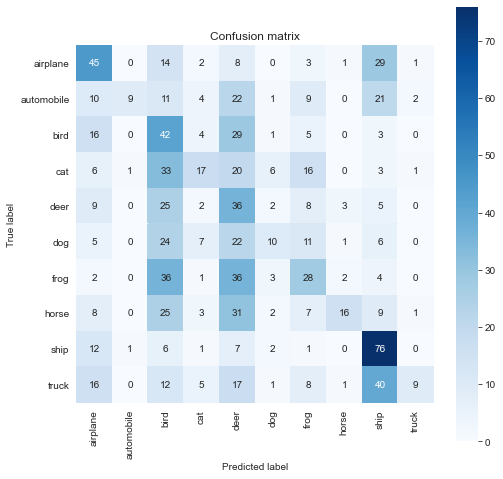 Confusion matrix
airplane 45 0 14 2 8 0 3 1 29 1
automobile 10 9 11 4 22 1 9 0 21 2
bird 16 0 42 4 29 1 5 0 3 0
cat 6 1 33 17 20 6 16 0 3 1
deer 9 0 25 2 36 2 8 3 5 0
dog 5 0 24 7 22 10 11 1 6 0
frog 2 0 36 1 36 3 28 2 4 0
horse 8 0 25 3 31 2 7 16 9 1
ship 12 1 6 1 7 2 1 0 76 0
truck 16 0 12 5 17 1 8 1 40 9
airplane automobile bird cat deer dog frog horse ship truck
Predicted label
True label
70
60
50
40
30
20
10
0